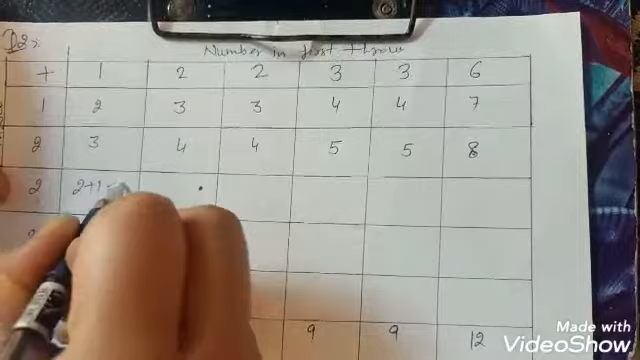 Q2:
Number in first throw
+ 1 2 2 3 3 6
1 2 3 3 4 4 7
2 3 4 4 5 5 8
2 2+1
9 9 12
Made with
VideoShow